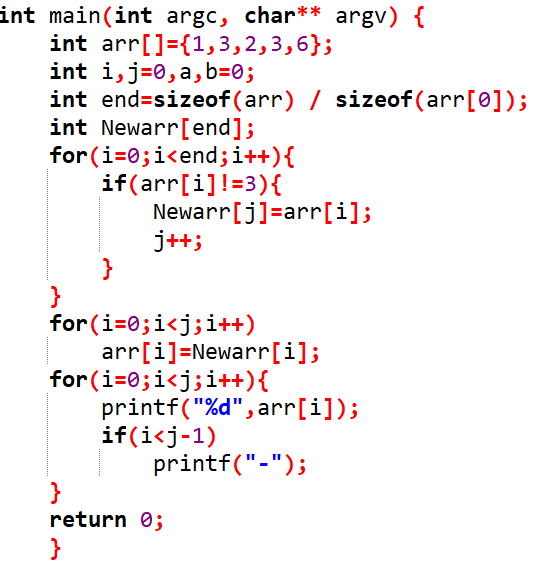 int main(int argc, char** argv) {
    int arr[]={1,3,2,3,6};
    int i,j=0,a,b=0;
    int end=sizeof(arr) / sizeof(arr[0]);
    int Newarr[end];
    for(i=0;i<end;i++){
        if(arr[i]!=3){
            Newarr[j]=arr[i];
            j++;
        }
    }
    for(i=0;i<j;i++)
        arr[i]=Newarr[i];
    for(i=0;i<j;i++){
        printf("%d",arr[i]);
        if(i<j-1)
            printf("-");
    }
    return 0;
    }